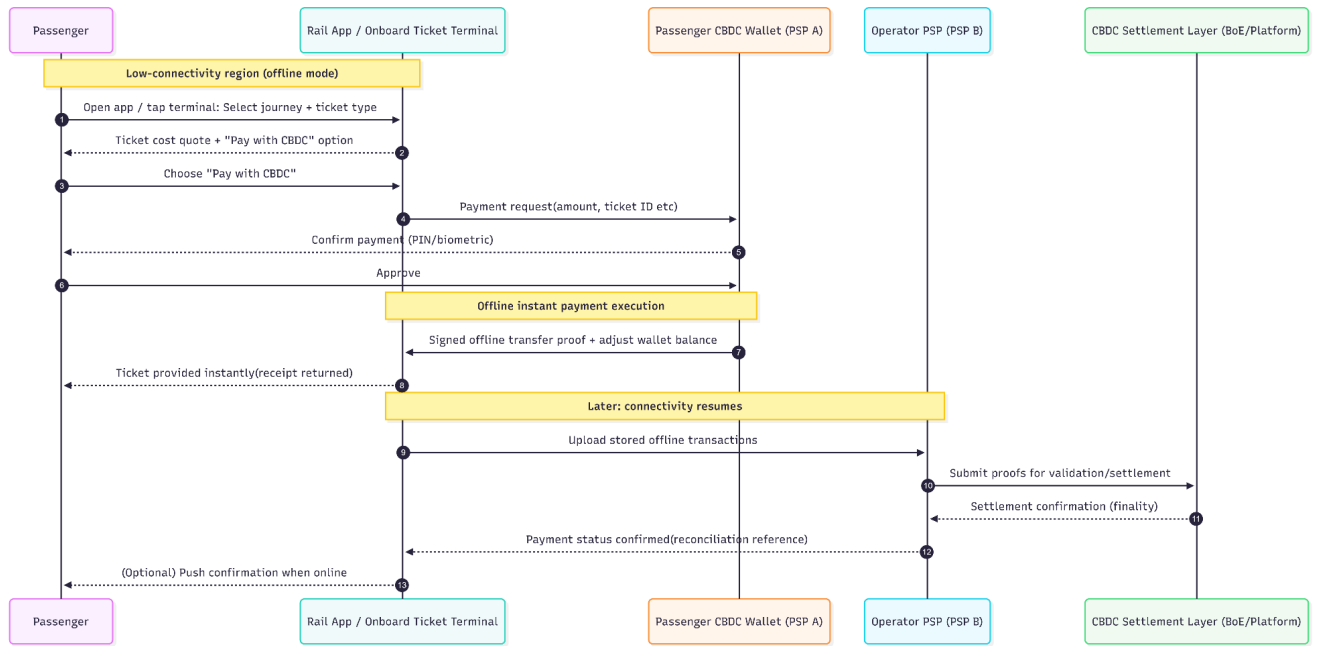 Passenger
Rail App / Onboard Ticket Terminal
Passenger CBDC Wallet (PSP A)
Operator PSP (PSP B)
CBDC Settlement Layer (BoE/Platform)
Low-connectivity region (offline mode)
Open app / tap terminal: Select journey + ticket type
1
Ticket cost quote + "Pay with CBDC" option
2
Choose "Pay with CBDC"
3
Payment request(amount, ticket ID etc)
4
Confirm payment (PIN/biometric)
5
Approve
6
Offline instant payment execution
Signed offline transfer proof + adjust wallet balance
7
Ticket provided instantly(receipt returned)
8
Later: connectivity resumes
Upload stored offline transactions
9
Submit proofs for validation/settlement
10
Settlement confirmation (finality)
11
Payment status confirmed(reconciliation reference)
12
(Optional) Push confirmation when online
13
Passenger
Rail App / Onboard Ticket Terminal
Passenger CBDC Wallet (PSP A)
Operator PSP (PSP B)
CBDC Settlement Layer (BoE/Platform)